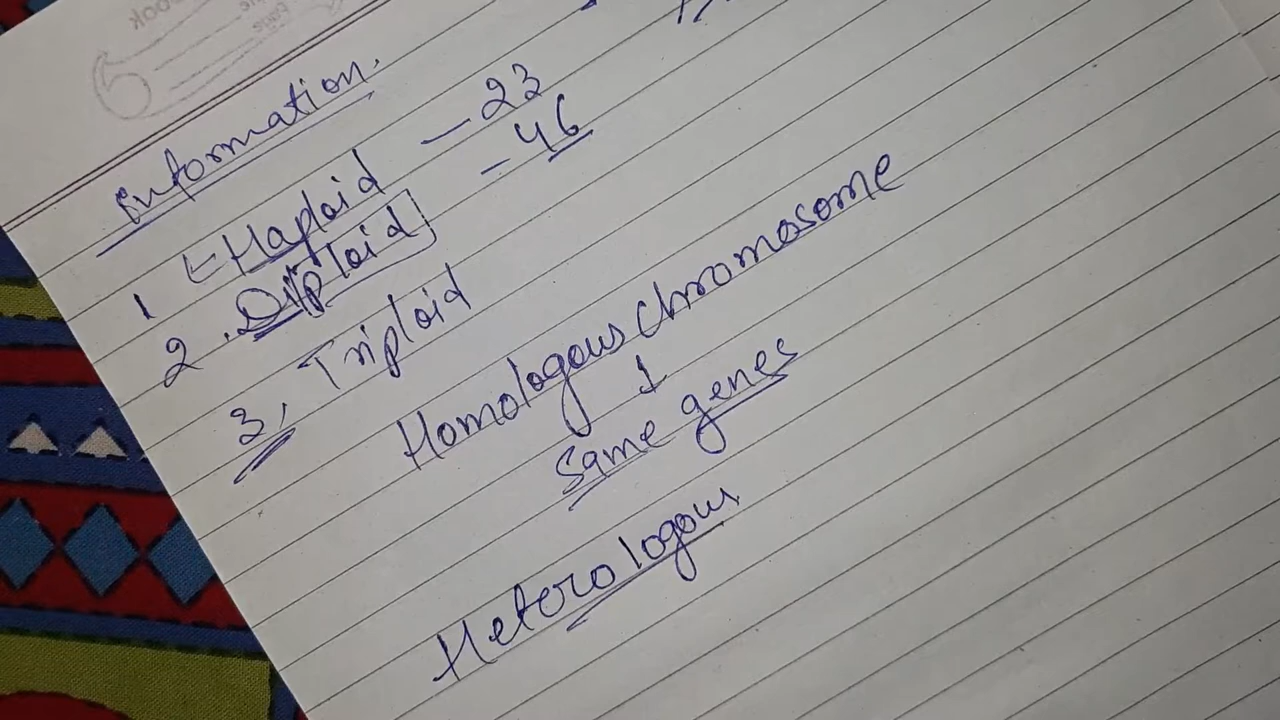 Information.
1 Haploid — 23
2. Diploid - 46
3, Triploid
Homologous chromosome
↓
Same genes
Heterologous